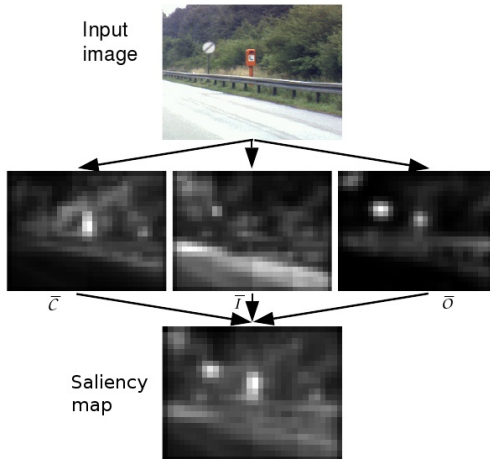 Input
image
C̅ I̅ O̅
Saliency
map